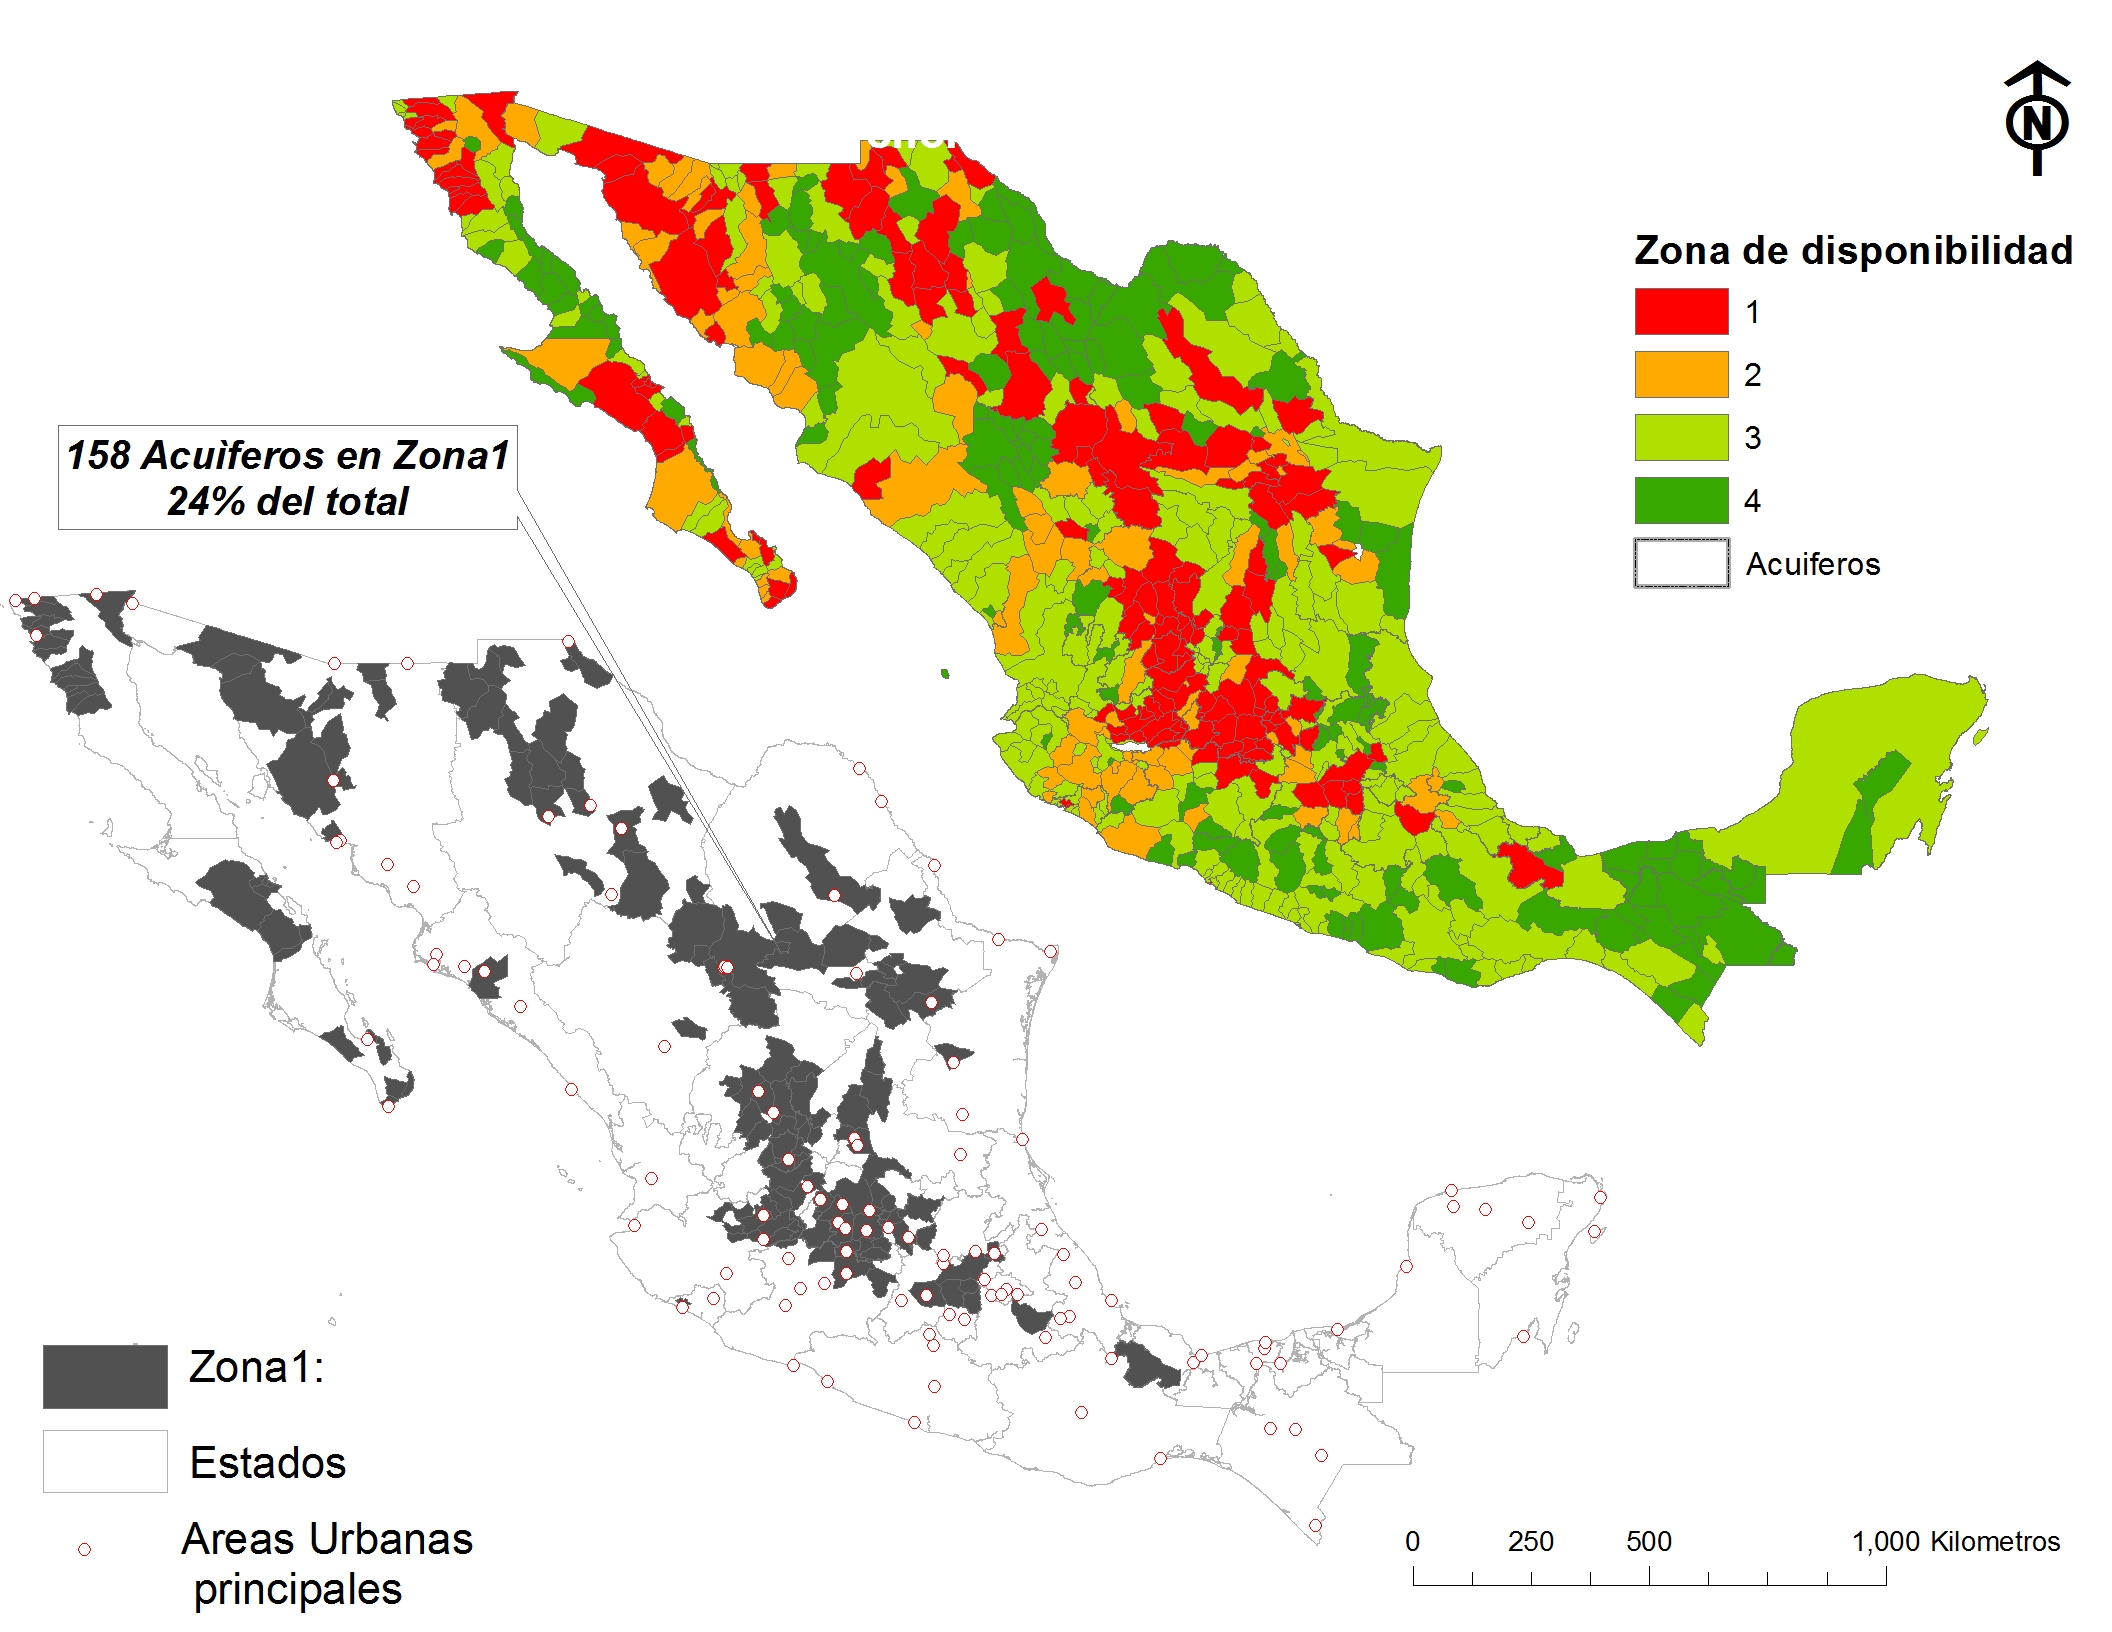 N
Zona de disponibilidad
1
2
3
4
Acuiferos
158 Acuìferos en Zona1
24% del total
Zona1:
Estados
Areas Urbanas
principales
0 250 500 1,000 Kilometros